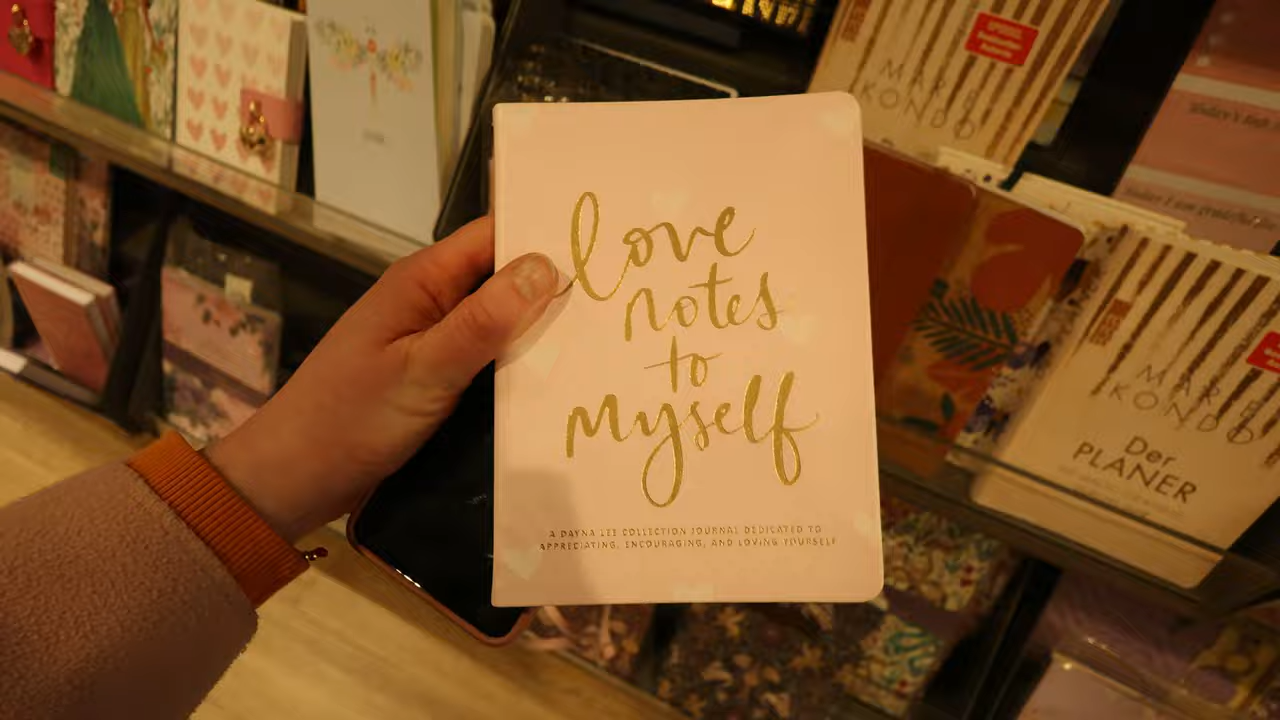 love
notes
to
myself
A DAYNA LEE COLLECTION JOURNAL DEDICATED TO
APPRECIATING, ENCOURAGING, AND LOVING YOURSELF
MARIE
KONDO
MARIE
KONDO
Der
PLANER